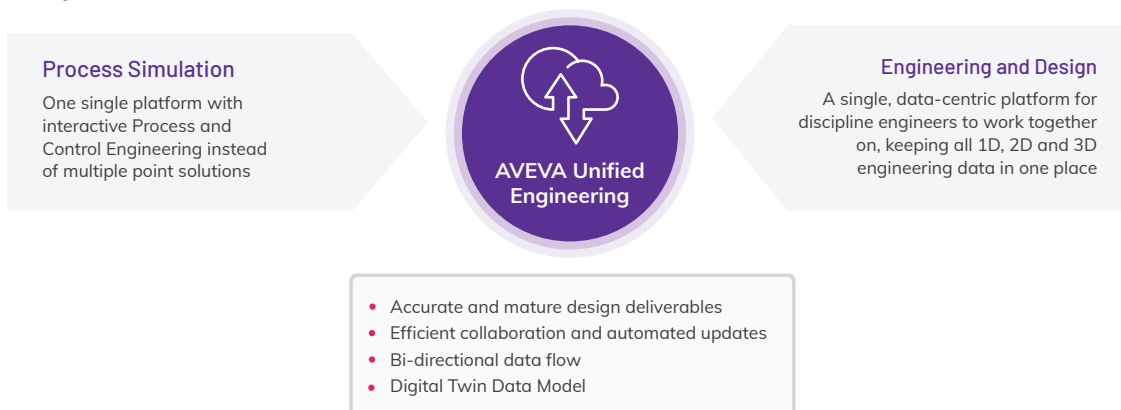 Process Simulation
One single platform with
interactive Process and
Control Engineering instead
of multiple point solutions
AVEVA Unified
Engineering
Engineering and Design
A single, data-centric platform for
discipline engineers to work together
on, keeping all 1D, 2D and 3D
engineering data in one place
• Accurate and mature design deliverables
• Efficient collaboration and automated updates
• Bi-directional data flow
• Digital Twin Data Model